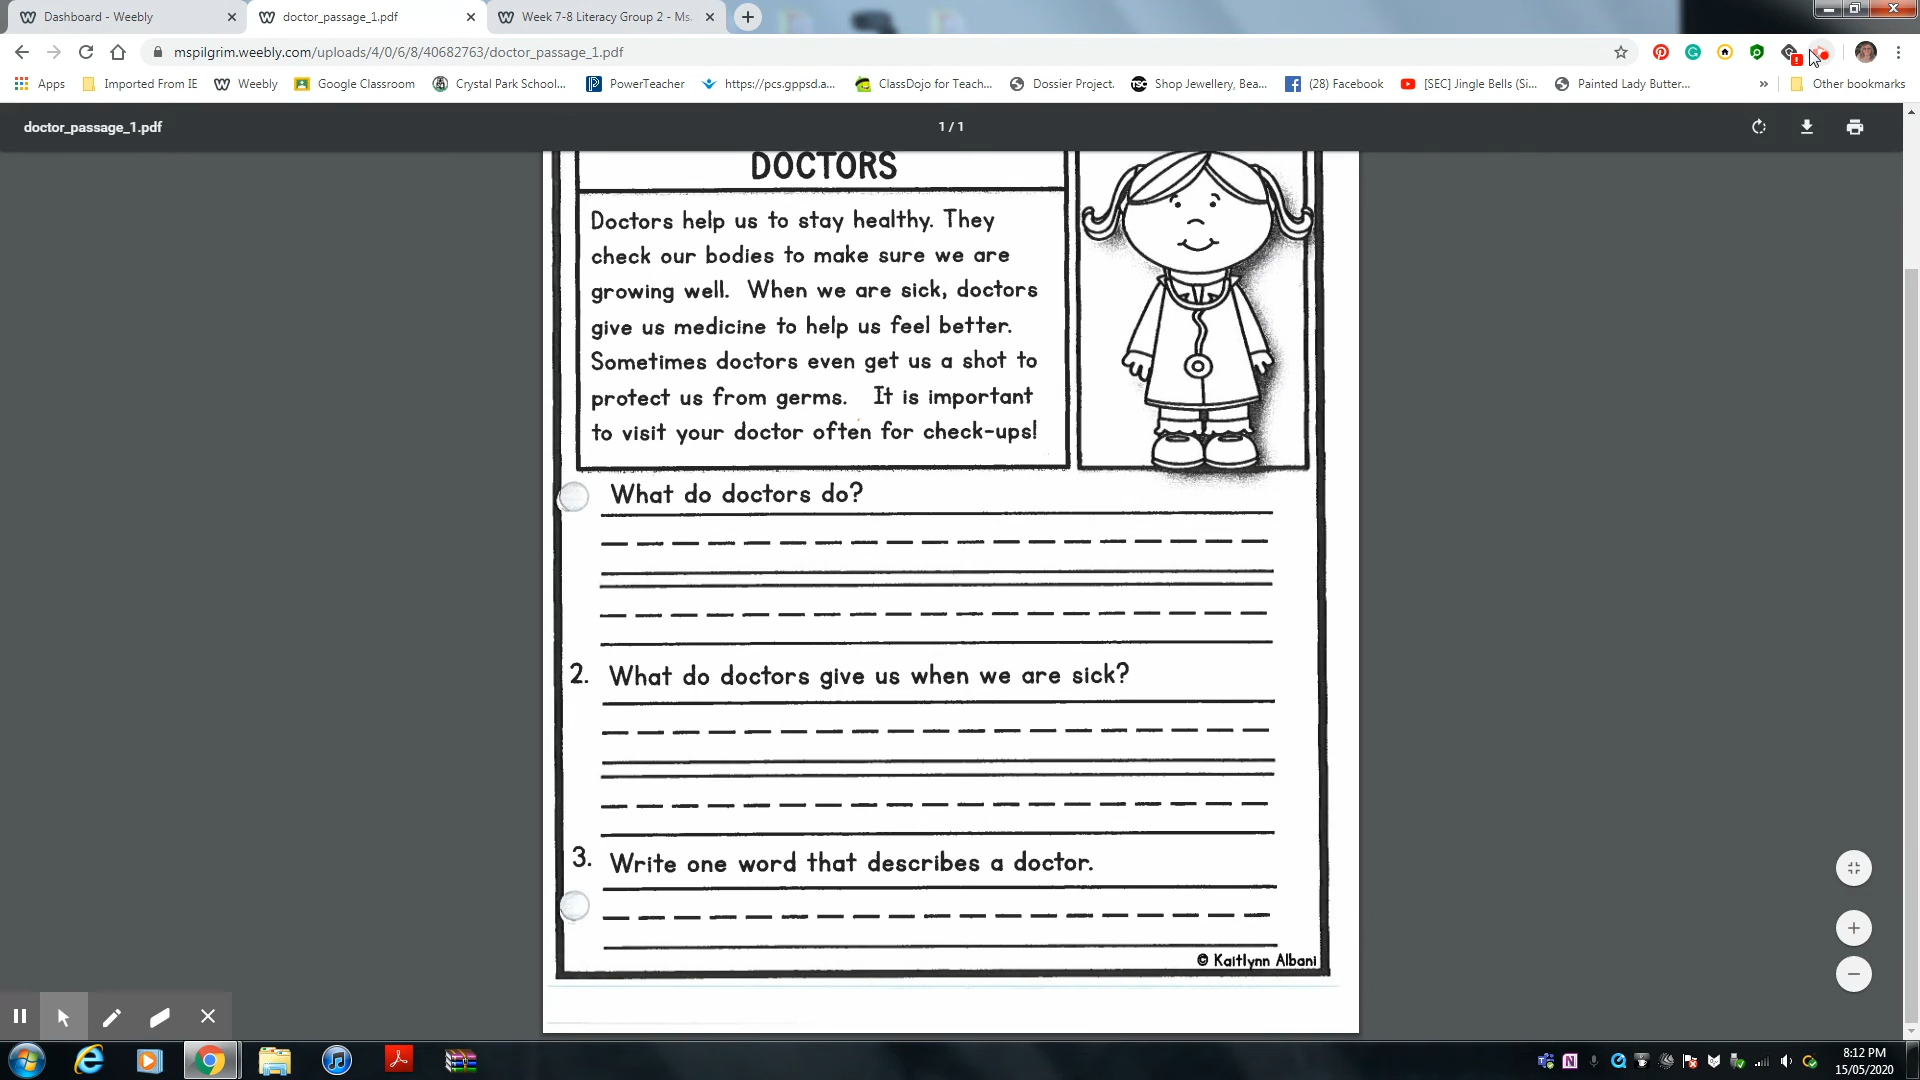 Dashboard - Weebly
doctor_passage_1.pdf
Week 7-8 Literacy Group 2 - Ms.
mspilgrim.weebly.com/uploads/4/0/6/8/40682763/doctor_passage_1.pdf
Apps
Imported From IE
Weebly
Google Classroom
Crystal Park School...
PowerTeacher
https://pcs.gppsd.a...
ClassDojo for Teach...
Dossier Project.
Shop Jewellery, Bea...
(28) Facebook
[SEC] Jingle Bells (Si...
Painted Lady Butter...
»
Other bookmarks
doctor_passage_1.pdf
1 / 1
DOCTORS
Doctors help us to stay healthy. They
check our bodies to make sure we are
growing well. When we are sick, doctors
give us medicine to help us feel better.
Sometimes doctors even get us a shot to
protect us from germs. It is important
to visit your doctor often for check-ups!
What do doctors do?
2. What do doctors give us when we are sick?
3. Write one word that describes a doctor.
© Kaitlynn Albani
8:12 PM
15/05/2020